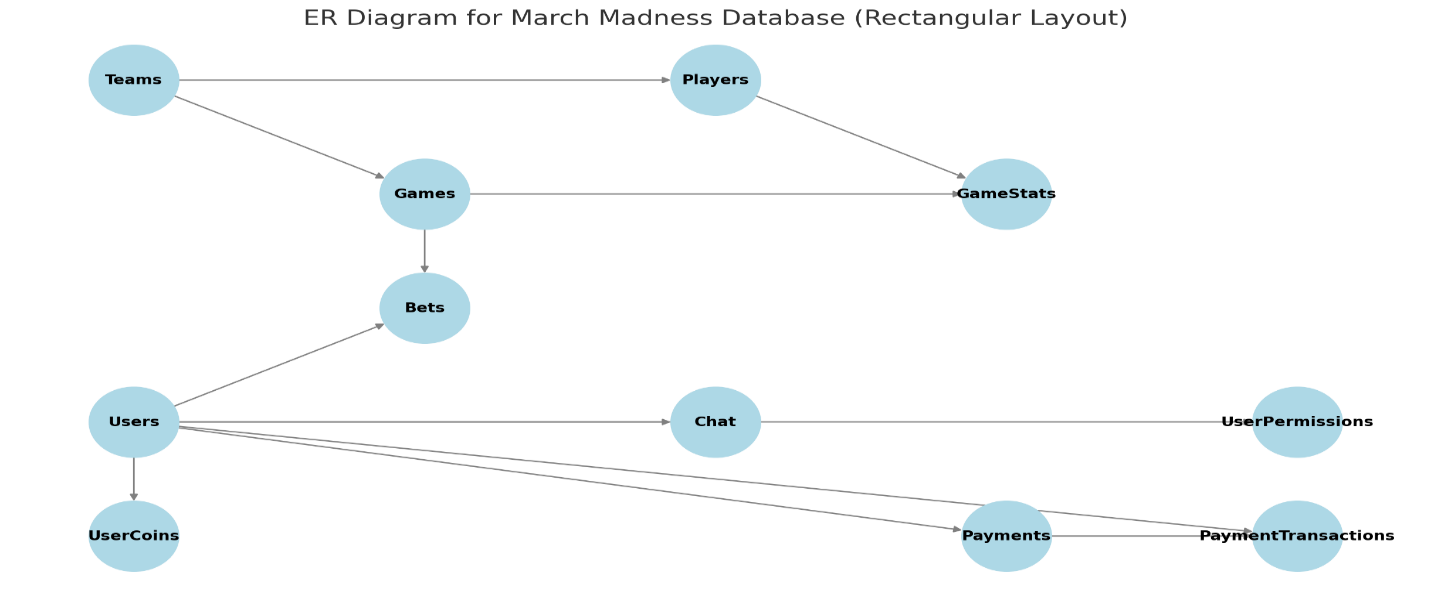 ER Diagram for March Madness Database (Rectangular Layout)
Teams
Players
Games
GameStats
Bets
Users
Chat
UserPermissions
UserCoins
Payments
PaymentTransactions